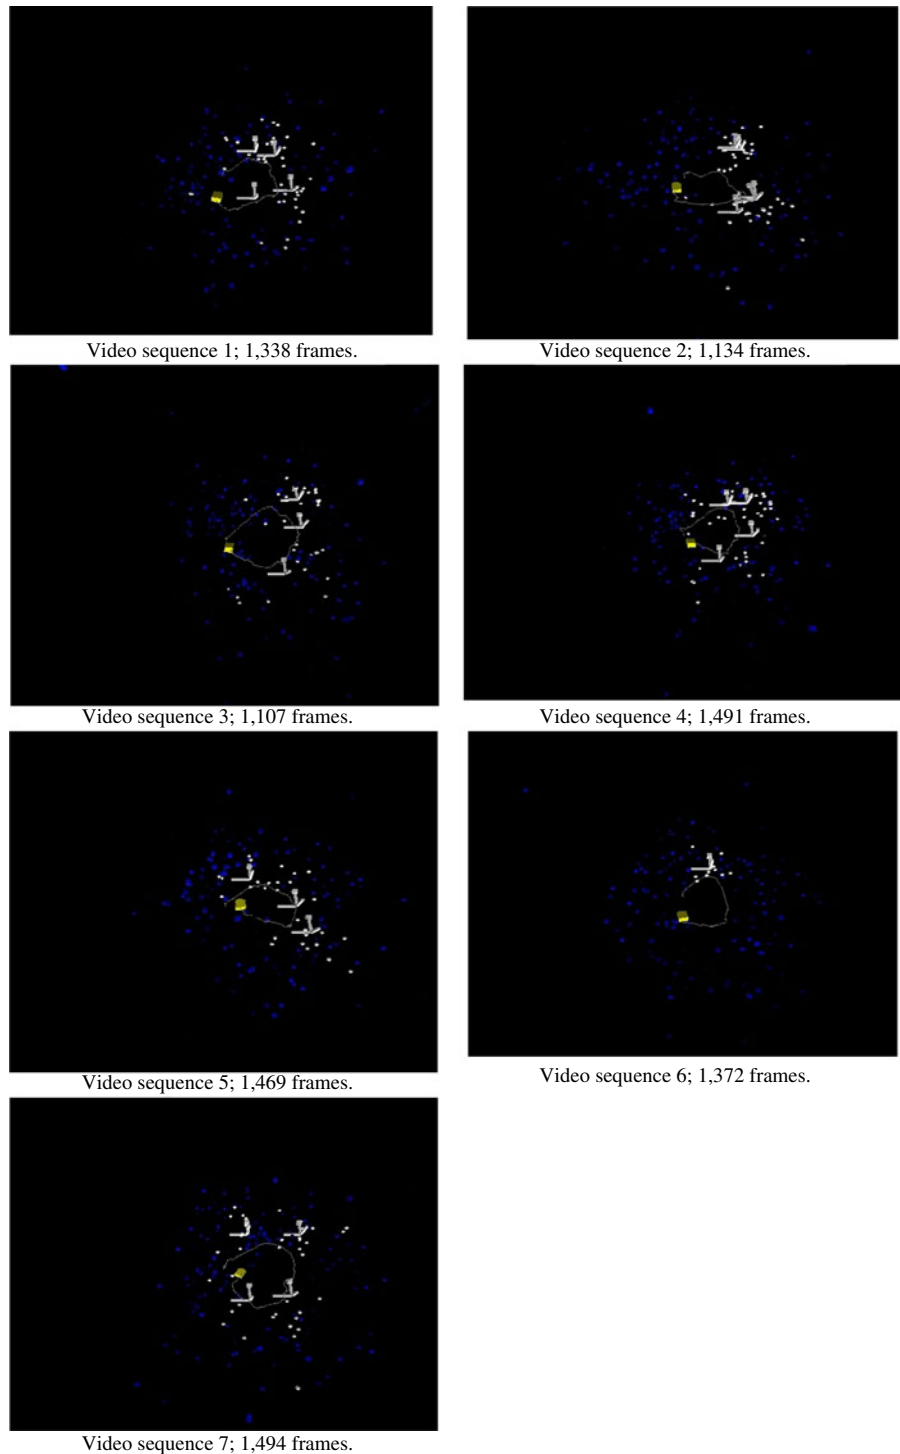 Video sequence 1; 1,338 frames.
Video sequence 2; 1,134 frames.
Video sequence 3; 1,107 frames.
Video sequence 4; 1,491 frames.
Video sequence 5; 1,469 frames.
Video sequence 6; 1,372 frames.
Video sequence 7; 1,494 frames.